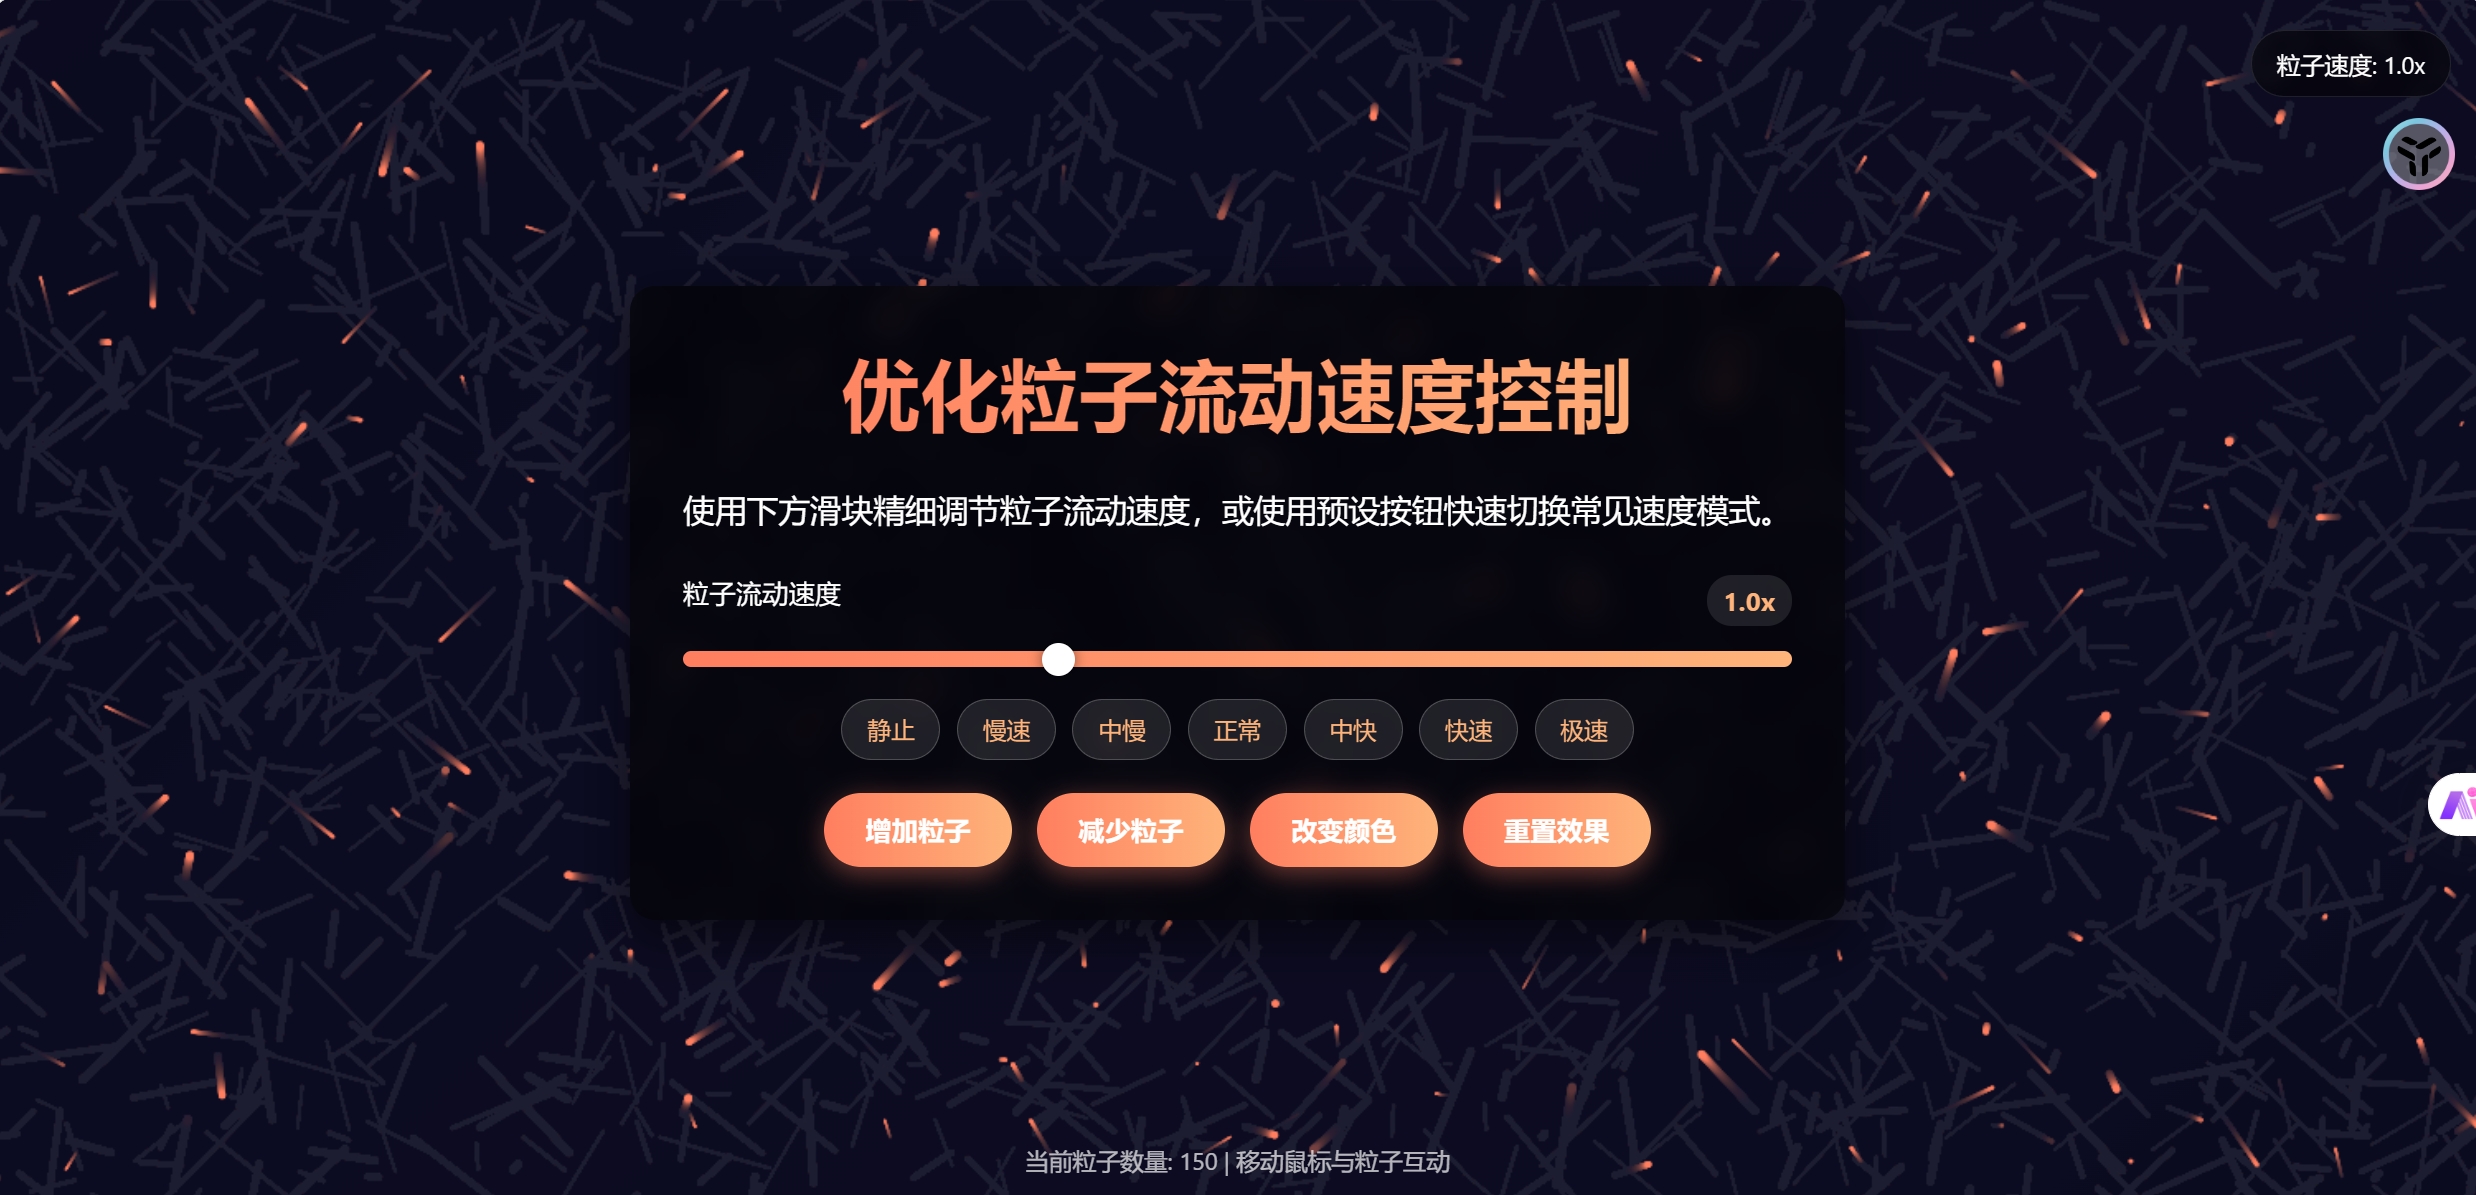 粒子速度: 1.0x
优化粒子流动速度控制
使用下方滑块精细调节粒子流动速度，或使用预设按钮快速切换常见速度模式。
粒子流动速度
1.0x
静止 慢速 中慢 正常 中快 快速 极速
增加粒子 减少粒子 改变颜色 重置效果
当前粒子数量: 150 | 移动鼠标与粒子互动